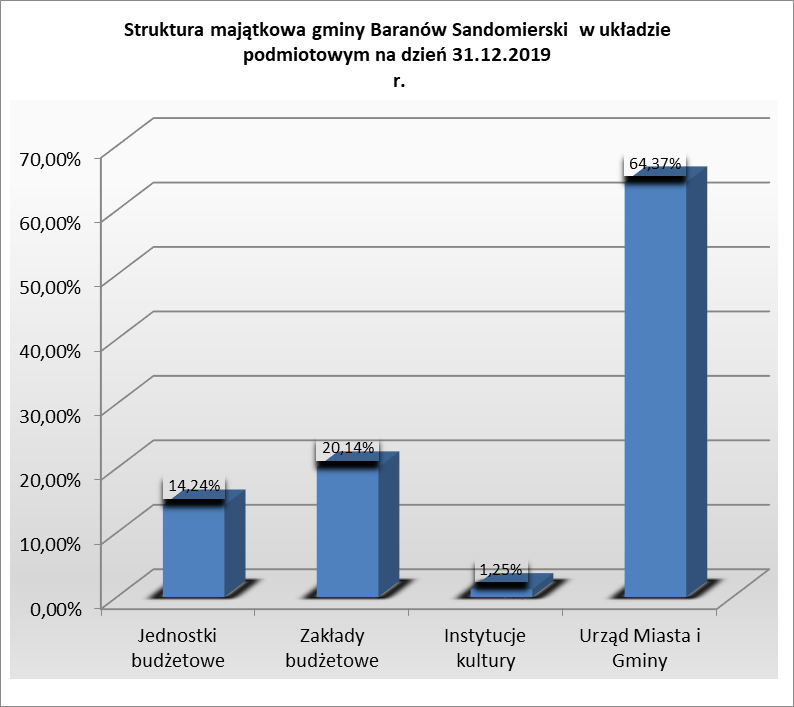 Struktura majątkowa gminy Baranów Sandomierski  w układzie
podmiotowym na dzień 31.12.2019
r.
70,00%
60,00%
50,00%
40,00%
30,00%
20,00%
10,00%
0,00%
14,24%
20,14%
1,25%
64,37%
Jednostki
budżetowe
Zakłady
budżetowe
Instytucje
kultury
Urząd Miasta i
Gminy